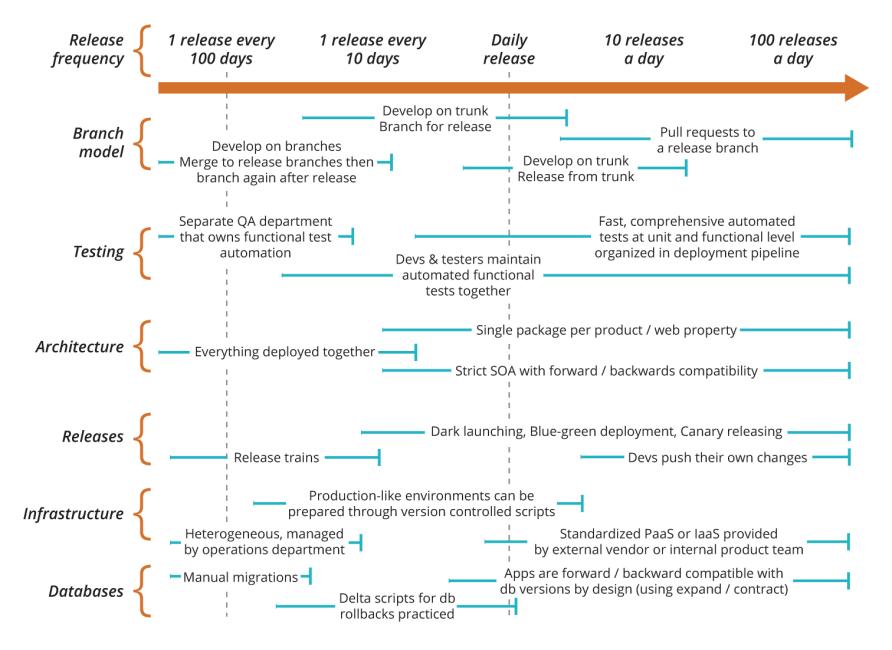 Release
frequency
1 release every
100 days
1 release every
10 days
Daily
release
10 releases
a day
100 releases
a day
Branch
model
Develop on trunk
Branch for release
Pull requests to
a release branch
Develop on branches
Merge to release branches then
branch again after release
Develop on trunk
Release from trunk
Testing
Separate QA department
that owns functional test
automation
Fast, comprehensive automated
tests at unit and functional level
organized in deployment pipeline
Devs & testers maintain
automated functional
tests together
Architecture
Single package per product / web property
Everything deployed together
Strict SOA with forward / backwards compatibility
Releases
Dark launching, Blue-green deployment, Canary releasing
Release trains
Devs push their own changes
Infrastructure
Production-like environments can be
prepared through version controlled scripts
Heterogeneous, managed
by operations department
Standardized PaaS or IaaS provided
by external vendor or internal product team
Databases
Manual migrations
Apps are forward / backward compatible with
db versions by design (using expand / contract)
Delta scripts for db
rollbacks practiced